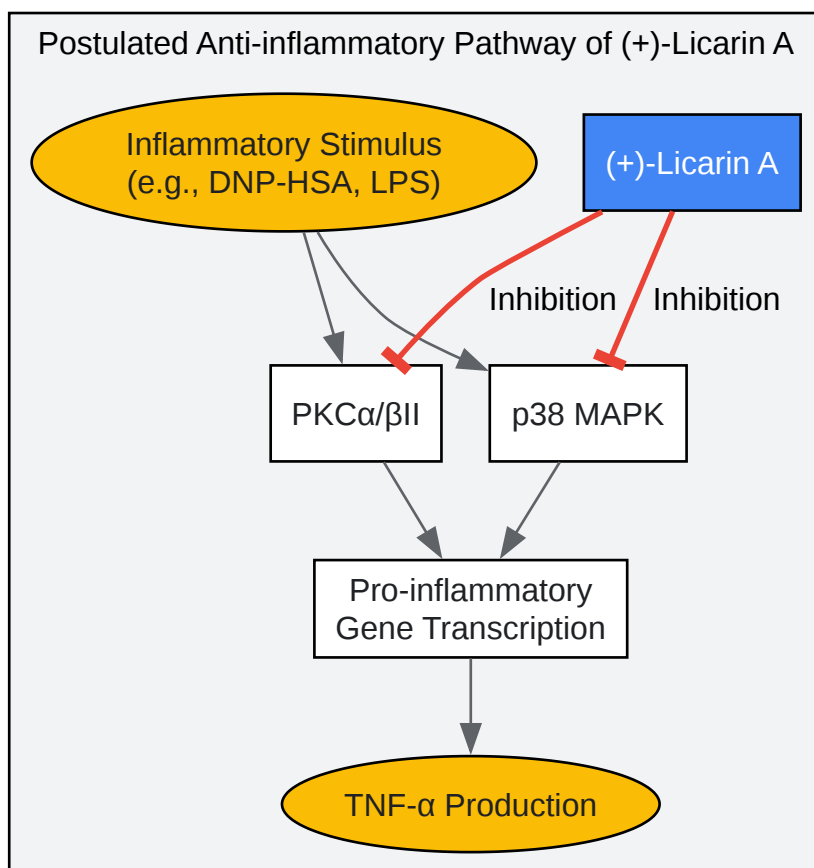 Postulated Anti-inflammatory Pathway of (+)-Licarin A
Inflammatory Stimulus
(e.g., DNP-HSA, LPS)
(+)-Licarin A
Inhibition
Inhibition
PKCα/βII
p38 MAPK
Pro-inflammatory
Gene Transcription
TNF-α Production